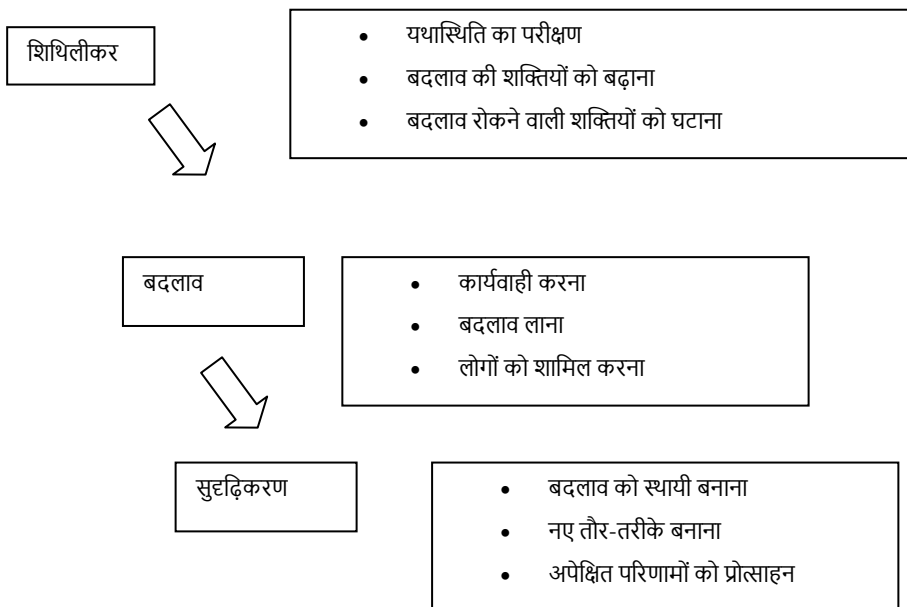 शिथिलीकर
• यथास्थिति का परीक्षण
• बदलाव की शक्तियों को बढ़ाना
• बदलाव रोकने वाली शक्तियों को घटाना
बदलाव
• कार्यवाही करना
• बदलाव लाना
• लोगों को शामिल करना
सुदृढ़िकरण
• बदलाव को स्थायी बनाना
• नए तौर-तरीके बनाना
• अपेक्षित परिणामों को प्रोत्साहन